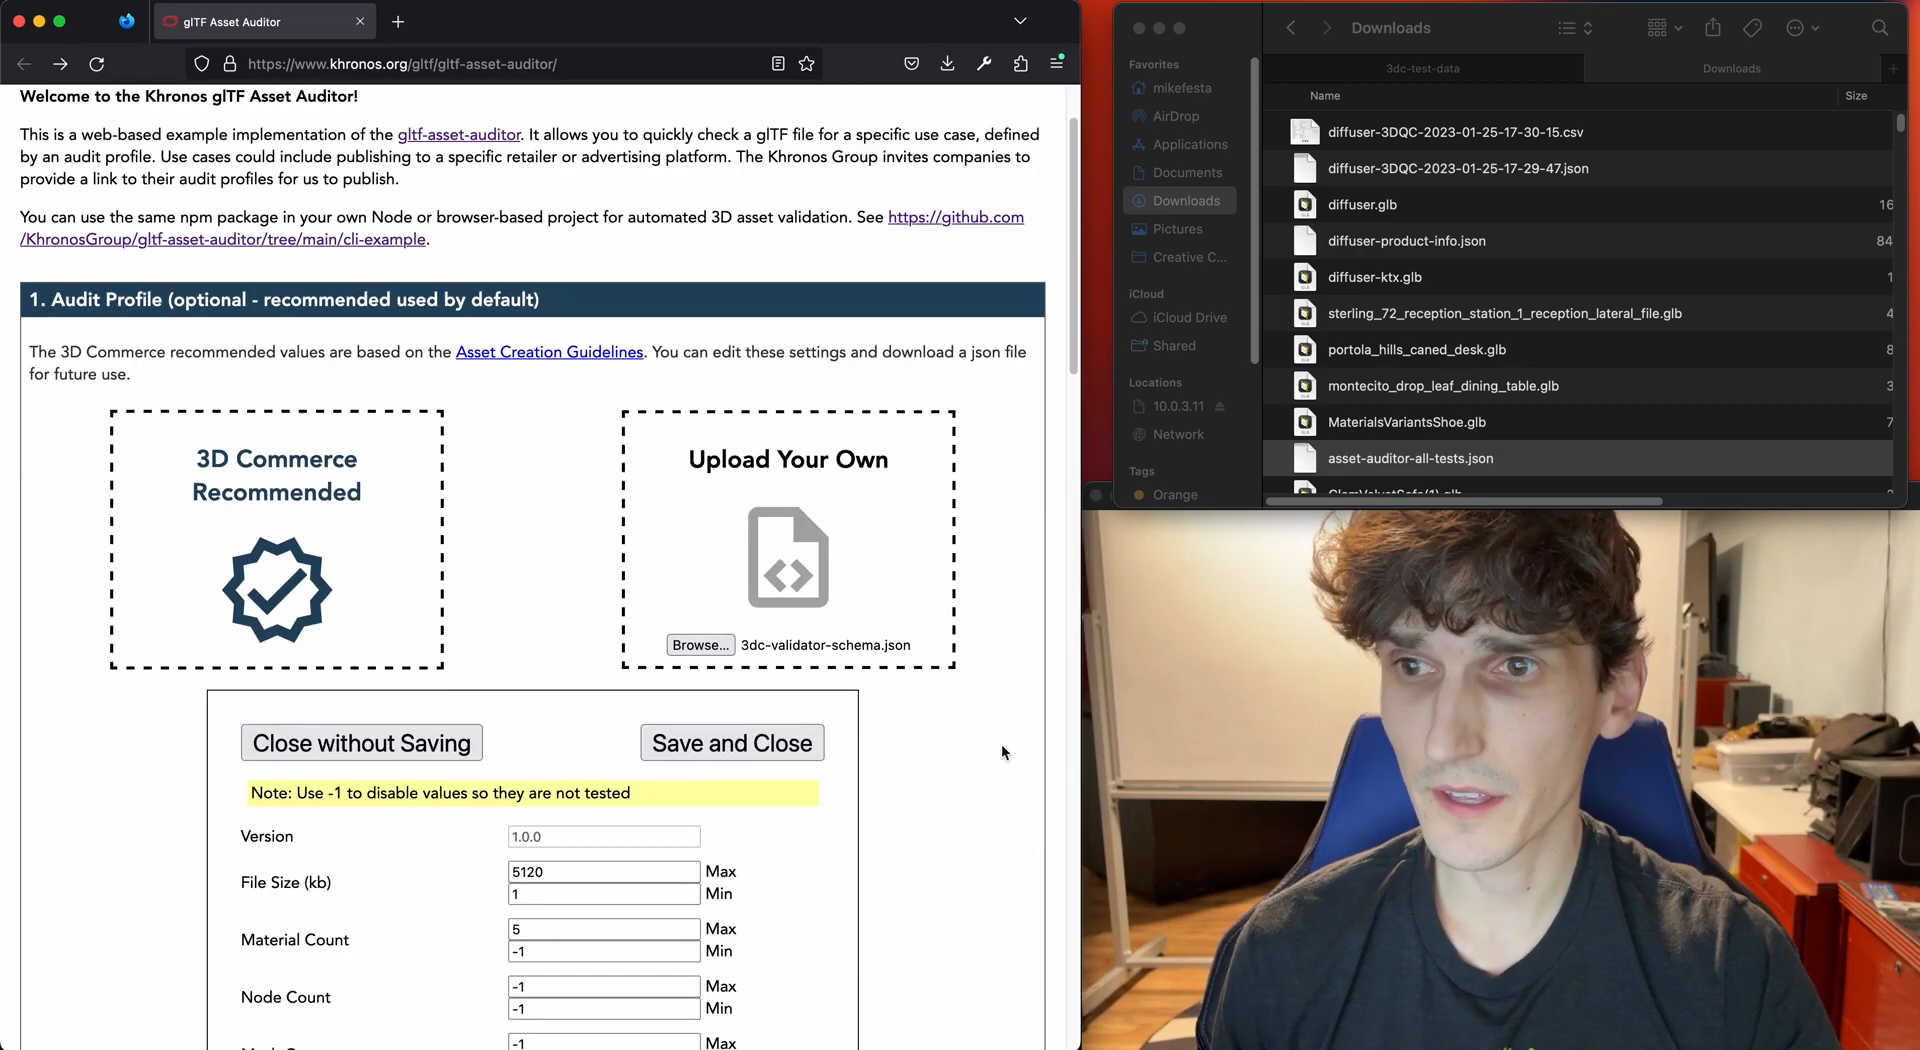 glTF Asset Auditor
https://www.khronos.org/gltf/gltf-asset-auditor/
Welcome to the Khronos glTF Asset Auditor!
This is a web-based example implementation of the gltf-asset-auditor. It allows you to quickly check a glTF file for a specific use case, defined
by an audit profile. Use cases could include publishing to a specific retailer or advertising platform. The Khronos Group invites companies to
provide a link to their audit profiles for us to publish.
You can use the same npm package in your own Node or browser-based project for automated 3D asset validation. See https://github.com
/KhronosGroup/gltf-asset-auditor/tree/main/cli-example.
1. Audit Profile (optional - recommended used by default)
The 3D Commerce recommended values are based on the Asset Creation Guidelines. You can edit these settings and download a json file
for future use.
3D Commerce
Recommended
Upload Your Own
Browse... 3dc-validator-schema.json
Close without Saving
Save and Close
Note: Use -1 to disable values so they are not tested
Version 1.0.0
File Size (kb)
5120 Max
1 Min
Material Count
5 Max
-1 Min
Node Count
-1 Max
-1 Min
-1 Max
Downloads
3dc-test-data
Downloads
Name
Size
Favorites
mikefesta
AirDrop
Applications
Documents
Downloads
Pictures
Creative C...
iCloud
iCloud Drive
Shared
Locations
10.0.3.11
Network
Tags
Orange
diffuser-3DQC-2023-01-25-17-30-15.csv
diffuser-3DQC-2023-01-25-17-29-47.json
diffuser.glb 16
diffuser-product-info.json 84
diffuser-ktx.glb 1
sterling_72_reception_station_1_reception_lateral_file.glb 4
portola_hills_caned_desk.glb 8
montecito_drop_leaf_dining_table.glb 3
MaterialsVariantsShoe.glb 7
asset-auditor-all-tests.json